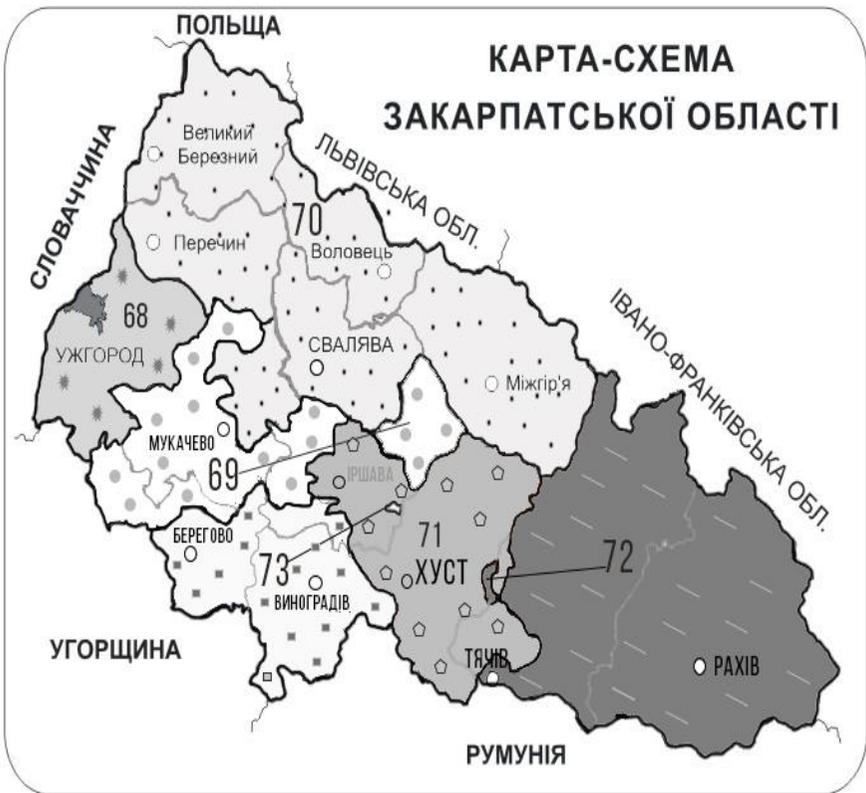 ПОЛЬЩА
КАРТА-СХЕМА
ЗАКАРПАТСЬКОЇ ОБЛАСТІ
СЛОВАЧЧИНА
Великий
Березний
ЛЬВІВСЬКА ОБЛ.
70
Перечин
Воловець
68
УЖГОРОД
СВАЛЯВА
ІВАНО-ФРАНКІВСЬКА ОБЛ.
Міжгір'я
МУКАЧЕВО
69
ІРШАВА
БЕРЕГОВО
71
73
ХУСТ
72
ВИНОГРАДІВ
УГОРЩИНА
ТЯЧІВ
РАХІВ
РУМУНІЯ